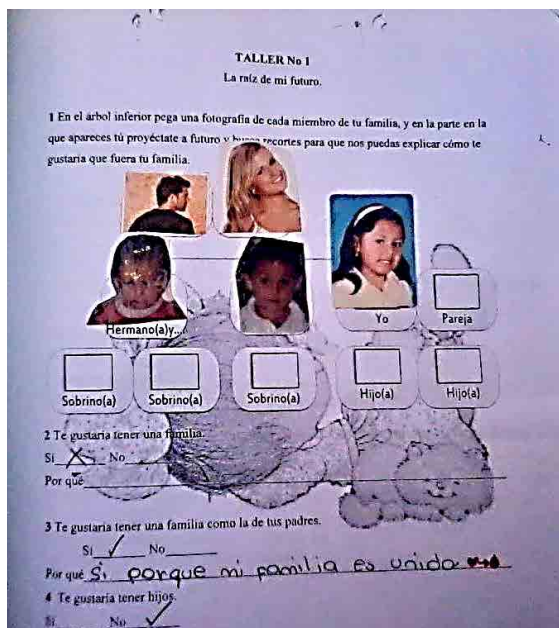 TALLER No 1
La raíz de mi futuro.
1 En el árbol inferior pega una fotografía de cada miembro de tu familia, y en la parte en la
que apareces tú proyéctate a futuro y recortes para que nos puedas explicar cómo te
gustaría que fuera tu familia.
Hermano(a)y...
Yo
Pareja
Sobrino(a) Sobrino(a) Sobrino(a) Hijo(a) Hijo(a)
2 Te gustaría tener una familia.
Si X No
Por qué
3 Te gustaría tener una familia como la de tus padres.
Si ✓ No
Por qué Si porque mi familia es unida
4 Te gustaría tener hijos.
Si No ✓